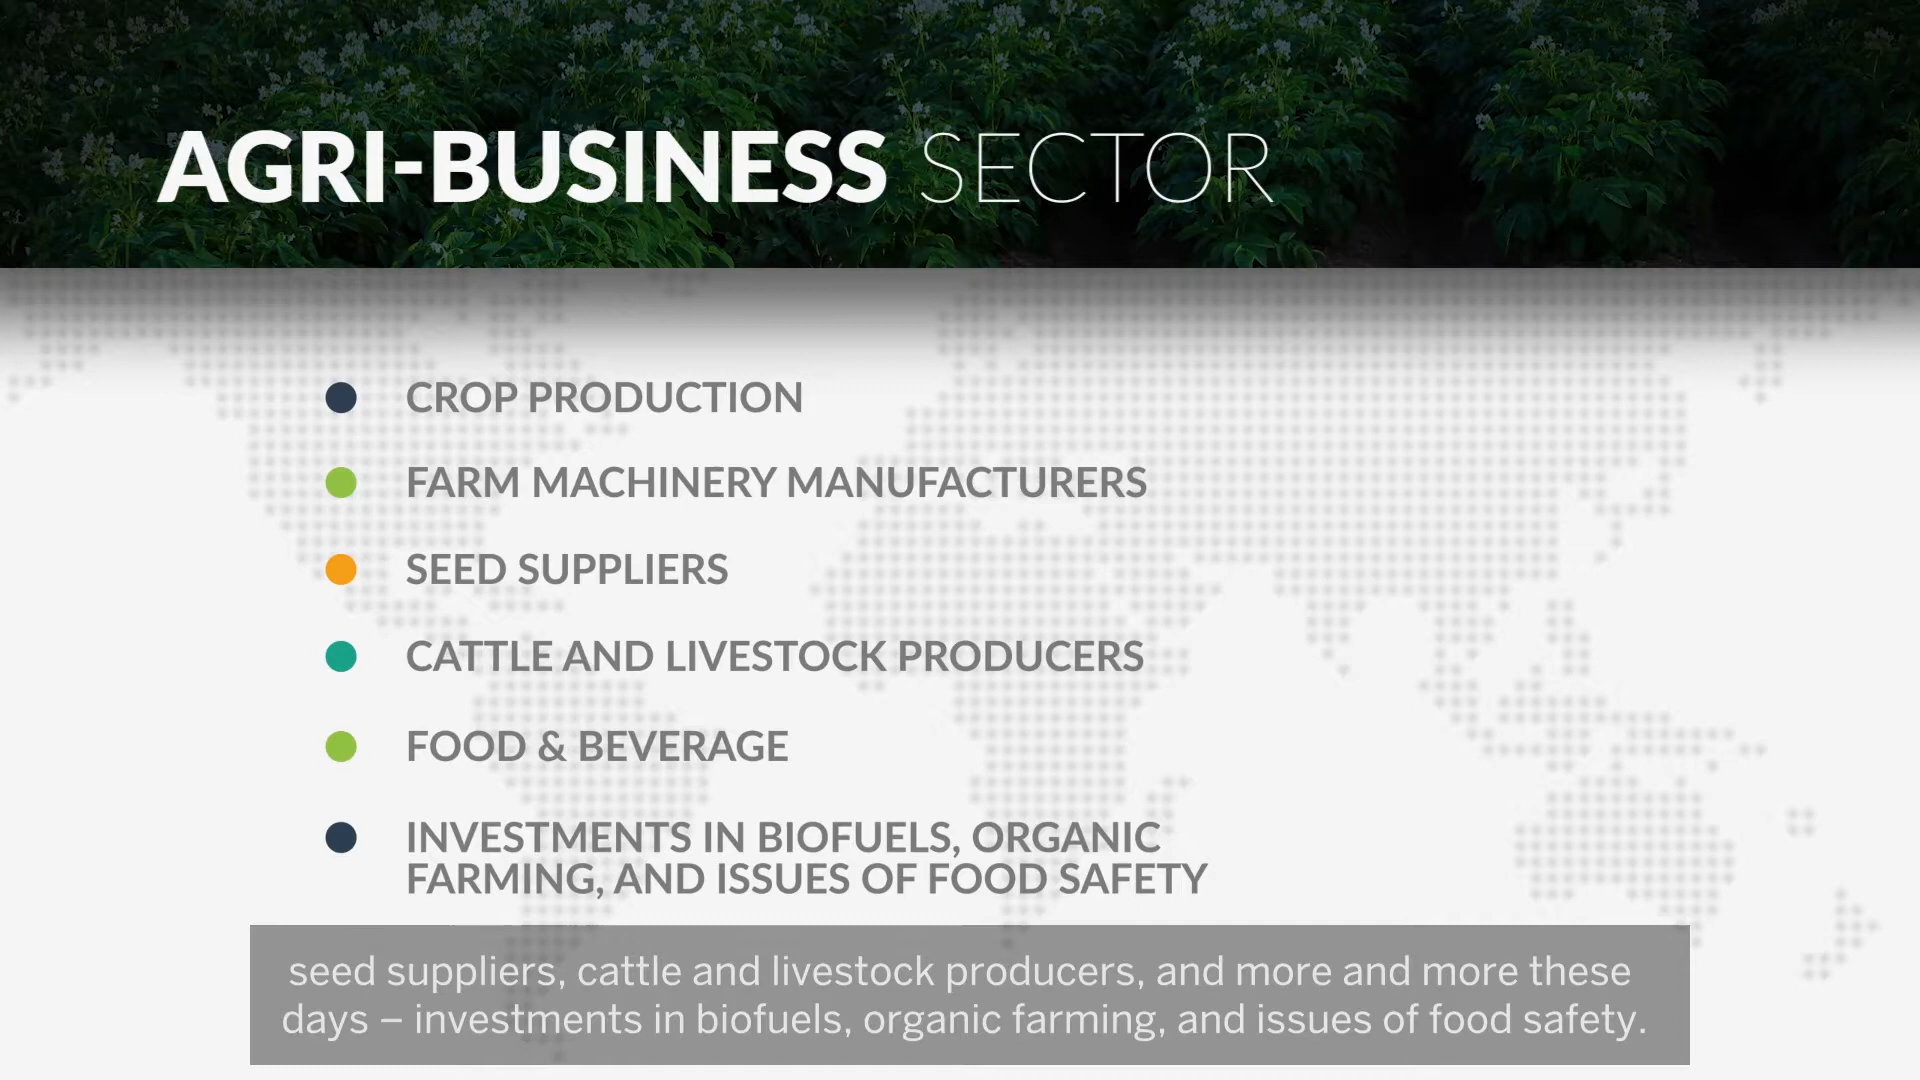 AGRI-BUSINESS SECTOR
CROP PRODUCTION
FARM MACHINERY MANUFACTURERS
SEED SUPPLIERS
CATTLE AND LIVESTOCK PRODUCERS
FOOD & BEVERAGE
INVESTMENTS IN BIOFUELS, ORGANIC
FARMING, AND ISSUES OF FOOD SAFETY
seed suppliers, cattle and livestock producers, and more and more these
days – investments in biofuels, organic farming, and issues of food safety.